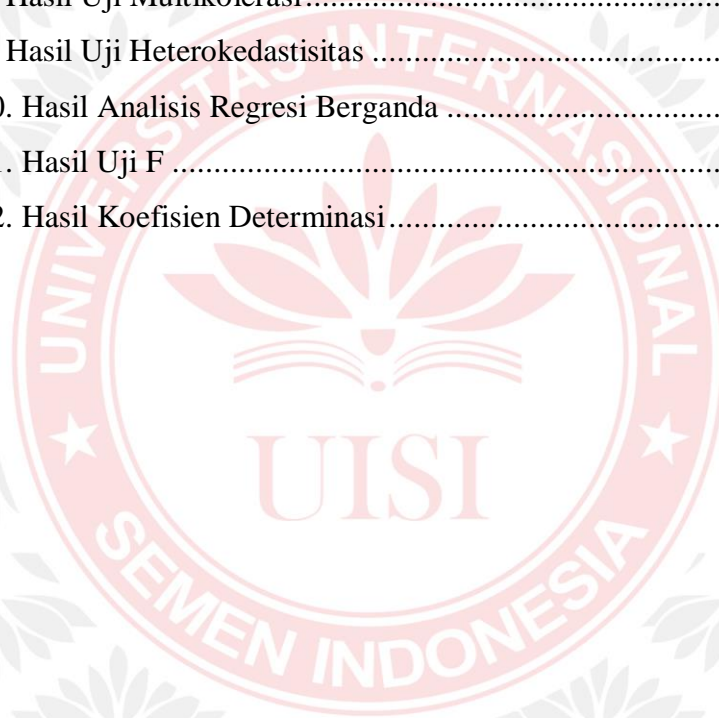 Hasil Uji Multikolerasi........................................................
Hasil Uji Heterokedastisitas ..............................................
0. Hasil Analisis Regresi Berganda ....................................
1. Hasil Uji F ........................................................................
2. Hasil Koefisien Determinasi............................................
UNIVERSITAS INTERNASIONAL
UISI
SEMEN INDONESIA